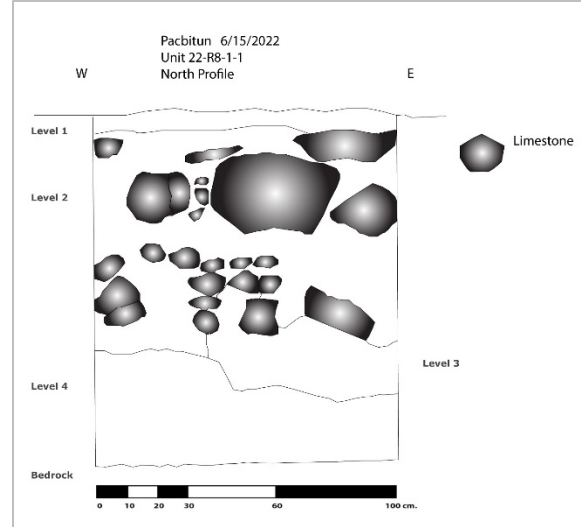 Pacbitun 6/15/2022
Unit 22-R8-1-1
North Profile
W
E
Level 1
Limestone
Level 2
Level 3
Level 4
Bedrock
0 10 20 30 60 100 cm.